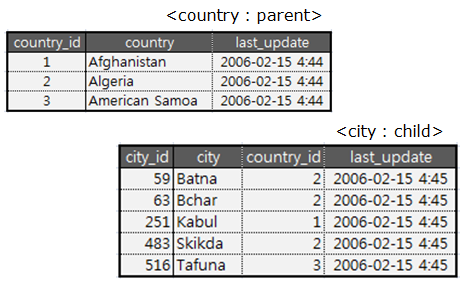 <country : parent>
country_id country last_update
1 Afghanistan 2006-02-15 4:44
2 Algeria 2006-02-15 4:44
3 American Samoa 2006-02-15 4:44
<city : child>
city_id city country_id last_update
59 Batna 2 2006-02-15 4:45
63 Bchar 2 2006-02-15 4:45
251 Kabul 1 2006-02-15 4:45
483 Skikda 2 2006-02-15 4:45
516 Tafuna 3 2006-02-15 4:45